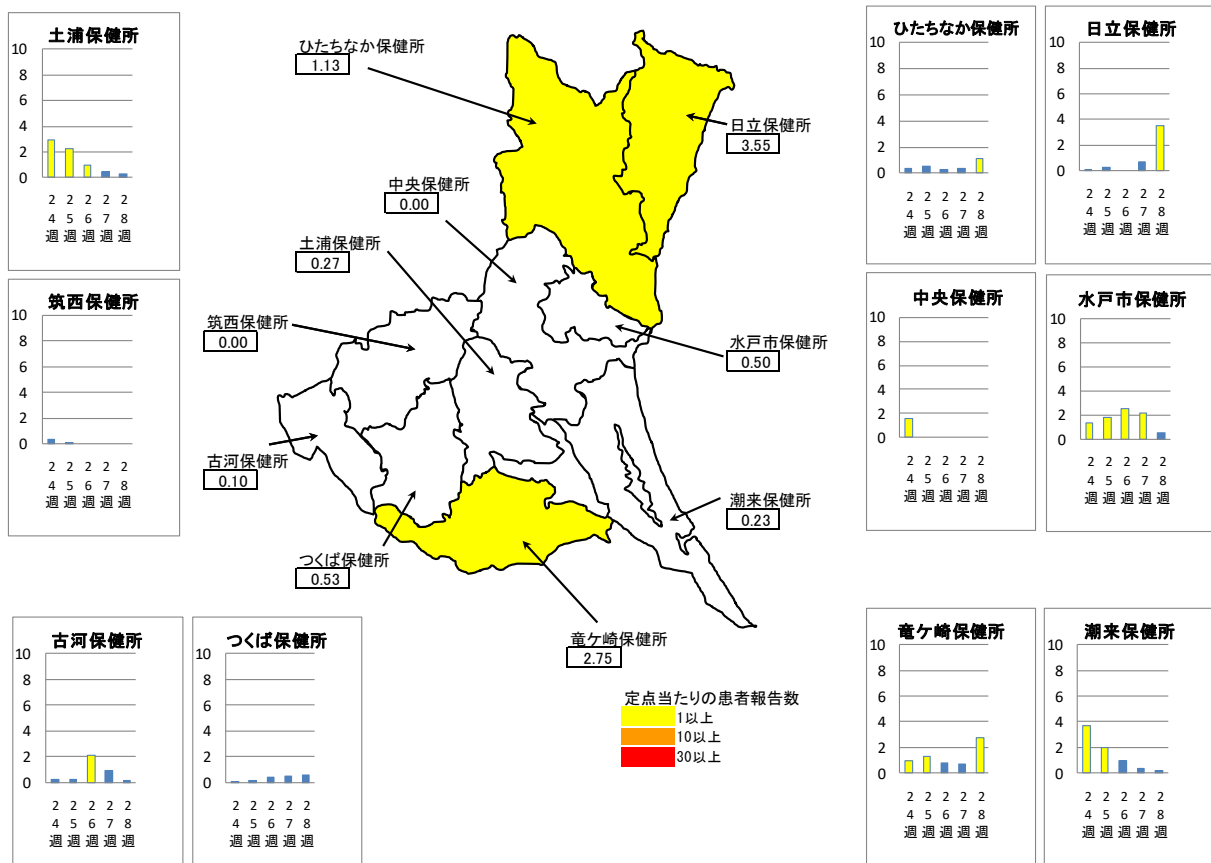 土浦保健所
10
8
6
4
2
0
24週
25週
26週
27週
28週
筑西保健所
10
8
6
4
2
0
24週
25週
26週
27週
28週
古河保健所
10
8
6
4
2
0
24週
25週
26週
27週
28週
つくば保健所
10
8
6
4
2
0
24週
25週
26週
27週
28週
ひたちなか保健所
1.13
日立保健所
3.55
中央保健所
0.00
土浦保健所
0.27
筑西保健所
0.00
水戸市保健所
0.50
古河保健所
0.10
潮来保健所
0.23
つくば保健所
0.53
竜ケ崎保健所
2.75
定点当たりの患者報告数
1以上
10以上
30以上
ひたちなか保健所
10
8
6
4
2
0
24週
25週
26週
27週
28週
日立保健所
10
8
6
4
2
0
24週
25週
26週
27週
28週
中央保健所
10
8
6
4
2
0
24週
25週
26週
27週
28週
水戸市保健所
10
8
6
4
2
0
24週
25週
26週
27週
28週
竜ケ崎保健所
10
8
6
4
2
0
24週
25週
26週
27週
28週
潮来保健所
10
8
6
4
2
0
24週
25週
26週
27週
28週